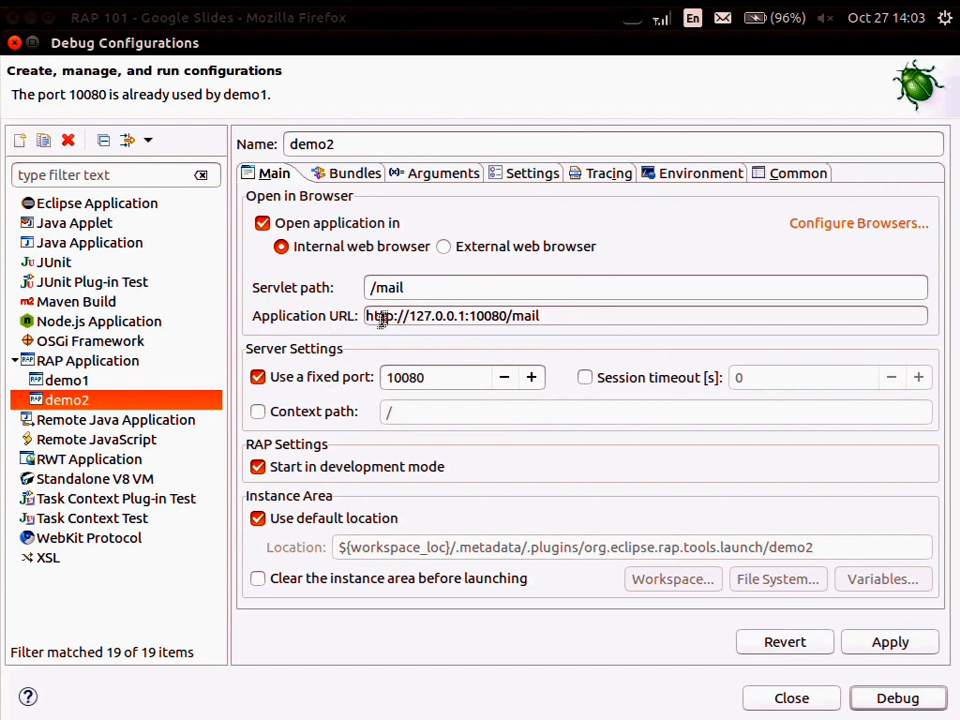 RAP 101 - Google Slides - Mozilla Firefox
En
(96%)
Oct 27 14:03
Debug Configurations
Create, manage, and run configurations
The port 10080 is already used by demo1.
type filter text
Eclipse Application
Java Applet
Java Application
Ju JUnit
JUnit Plug-in Test
m2 Maven Build
Node.js Application
OSGi Framework
RAP Application
demo1
demo2
Remote Java Application
Remote JavaScript
RWT Application
Standalone V8 VM
Task Context Plug-in Test
Task Context Test
WebKit Protocol
XSL
Filter matched 19 of 19 items
Name: demo2
Main
Bundles
Arguments
Settings
Tracing
Environment
Common
Open in Browser
Open application in
Configure Browsers...
Internal web browser
External web browser
Servlet path: /mail
Application URL: http://127.0.0.1:10080/mail
Server Settings
Use a fixed port: 10080 − +
Session timeout [s]: 0 − +
Context path: /
RAP Settings
Start in development mode
Instance Area
Use default location
Location: ${workspace_loc}/.metadata/.plugins/org.eclipse.rap.tools.launch/demo2
Clear the instance area before launching
Workspace...
File System...
Variables...
Revert
Apply
?
Close
Debug